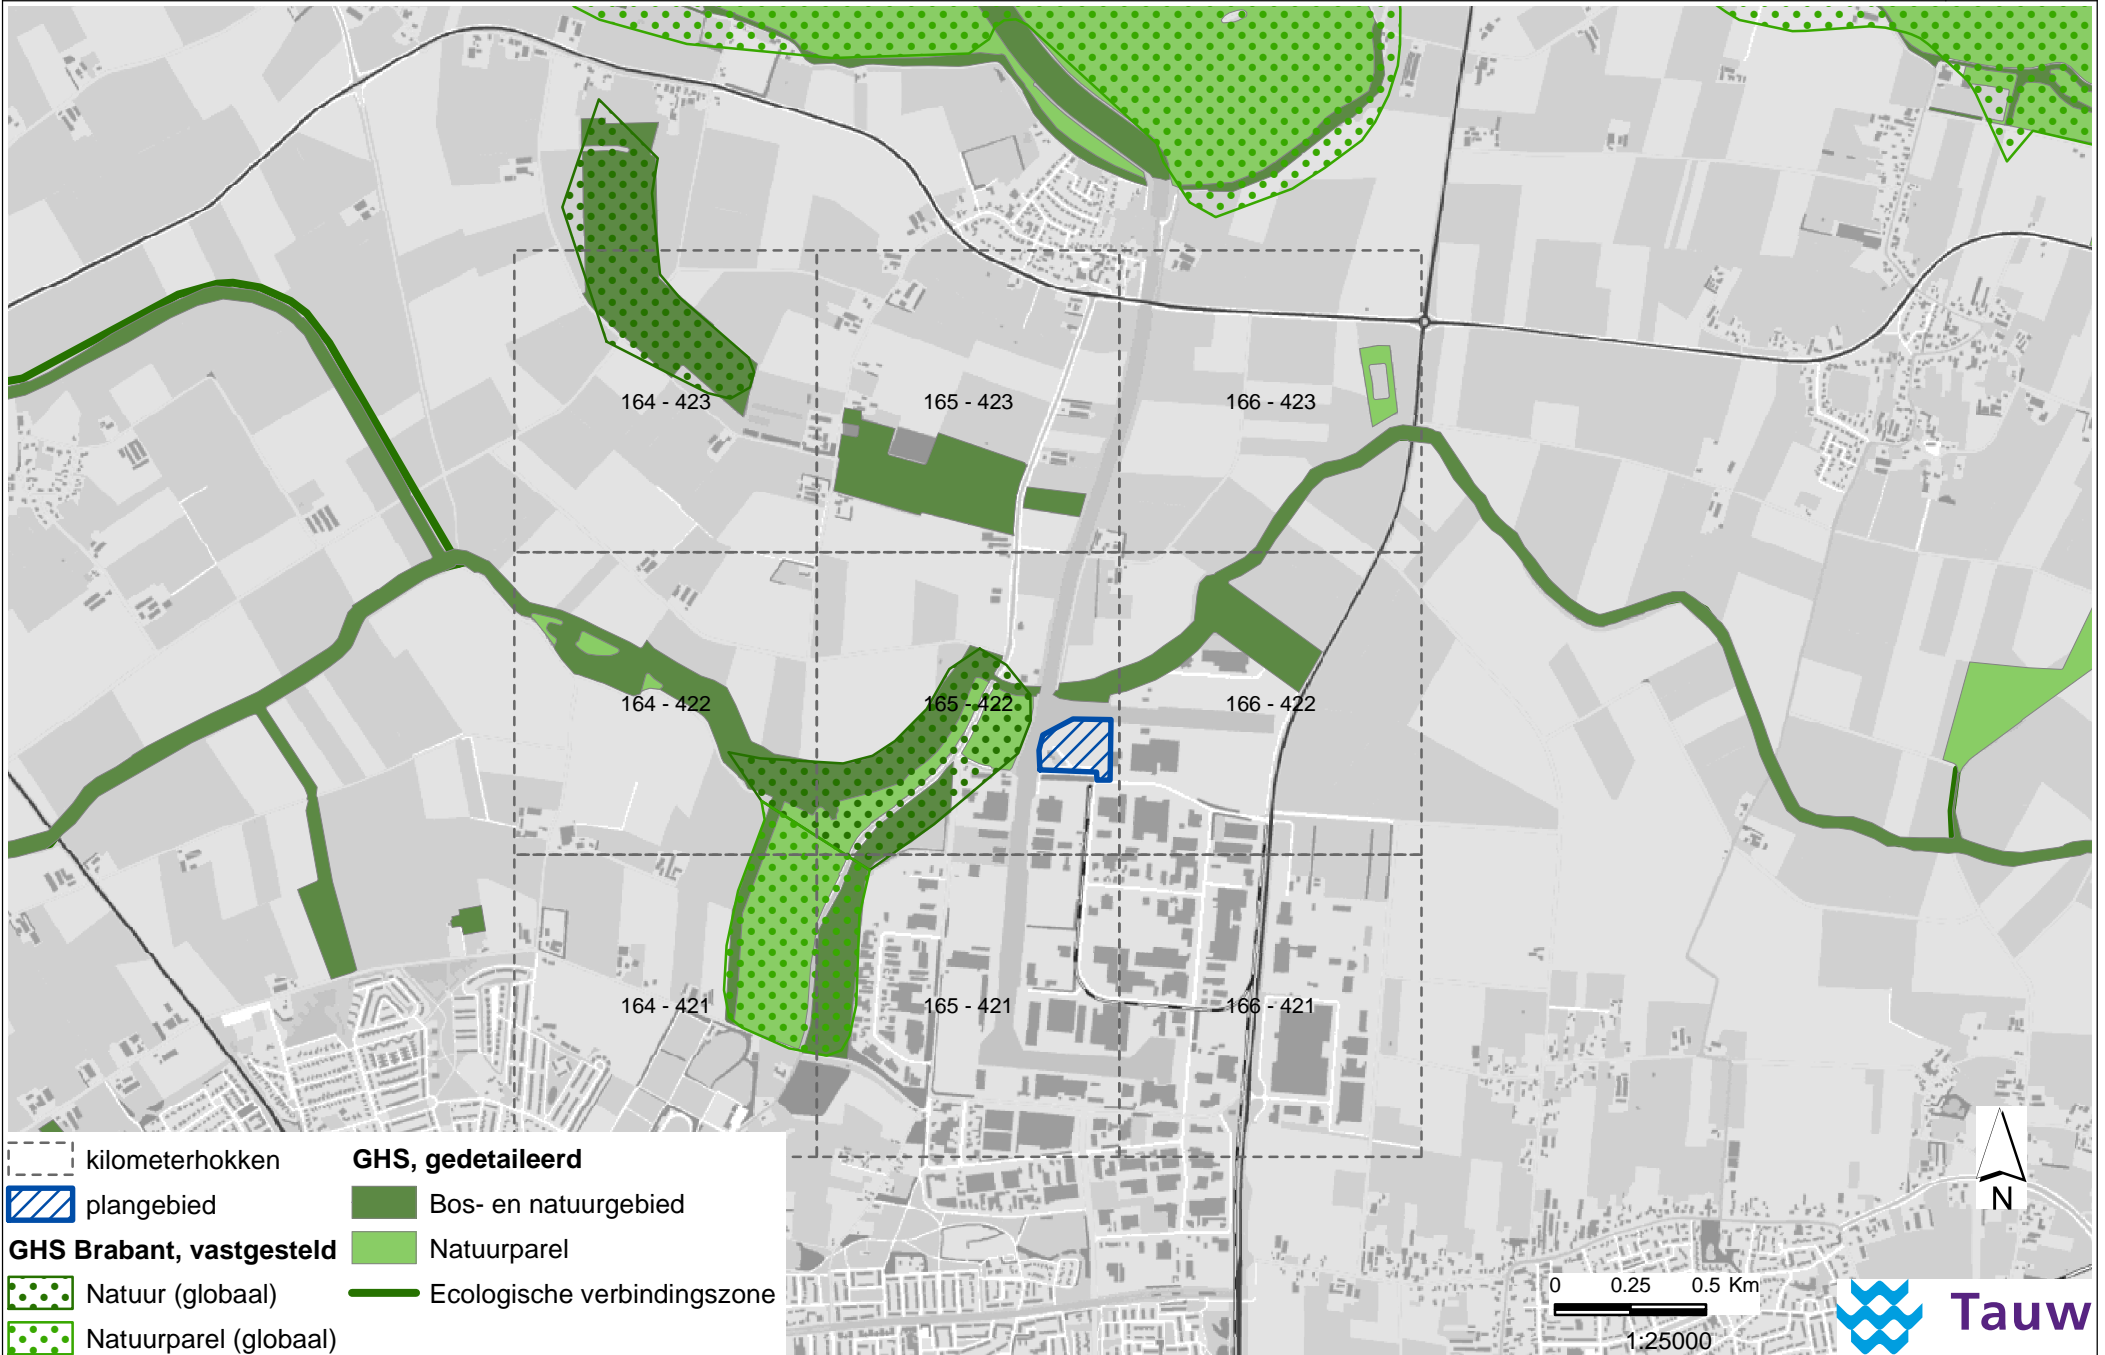 164 - 423
165 - 423
166 - 423
164 - 422
165 - 422
166 - 422
164 - 421
165 - 421
166 - 421
kilometerhokken
plangebied
GHS Brabant, vastgesteld
Natuur (globaal)
Natuurparel (globaal)
GHS, gedetaileerd
Bos- en natuurgebied
Natuurparel
Ecologische verbindingszone
N
0 0.25 0.5 Km
1:25000
Tauw